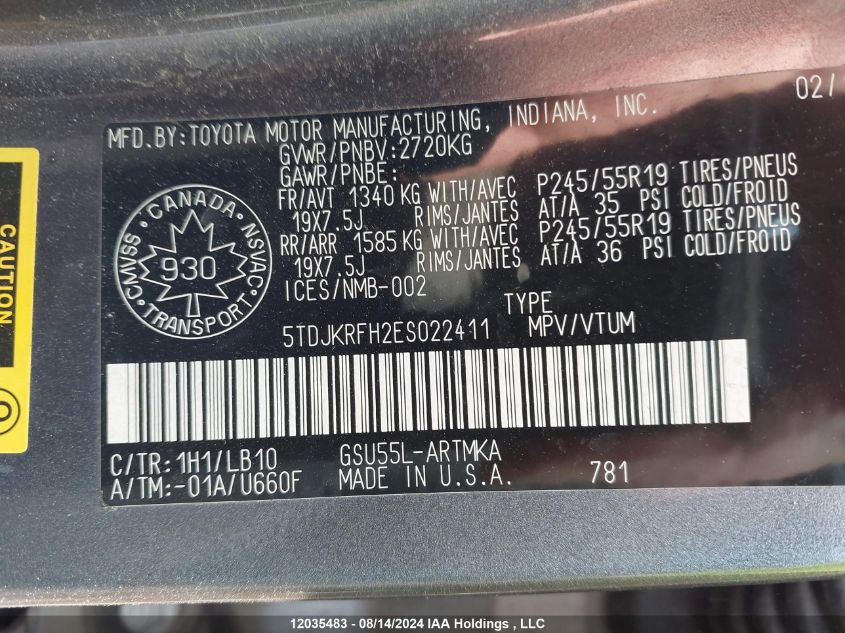 MFD.BY:TOYOTA MOTOR MANUFACTURING, INDIANA, INC. 02/
GVWR/PNBV:2720KG
GAWR/PNBE:
FR/AVT 1340 KG WITH/AVEC P245/55R19 TIRES/PNEUS
19X7.5J RIMS/JANTES AT/A 35 PSI COLD/FROID
RR/ARR 1585 KG WITH/AVEC P245/55R19 TIRES/PNEUS
19X7.5J RIMS/JANTES AT/A 36 PSI COLD/FROID
ICES/NMB-002
TYPE
5TDJKRFH2ES022411 MPV/VTUM
C/TR:1H1/LB10 GSU55L-ARTMKA
A/TM:-01A/U660F MADE IN U.S.A. 781
CANADA
CMVSS NSVAC
930
TRANSPORT
CAUTION
12035483 - 08/14/2024 IAA Holdings , LLC